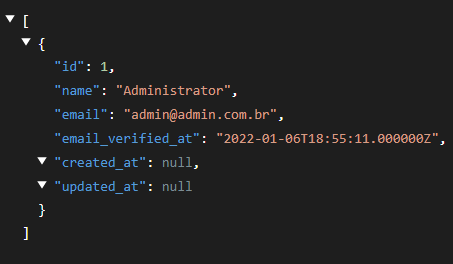 [
{
"id": 1,
"name": "Administrator",
"email": "admin@admin.com.br",
"email_verified_at": "2022-01-06T18:55:11.000000Z",
"created_at": null,
"updated_at": null
}
]